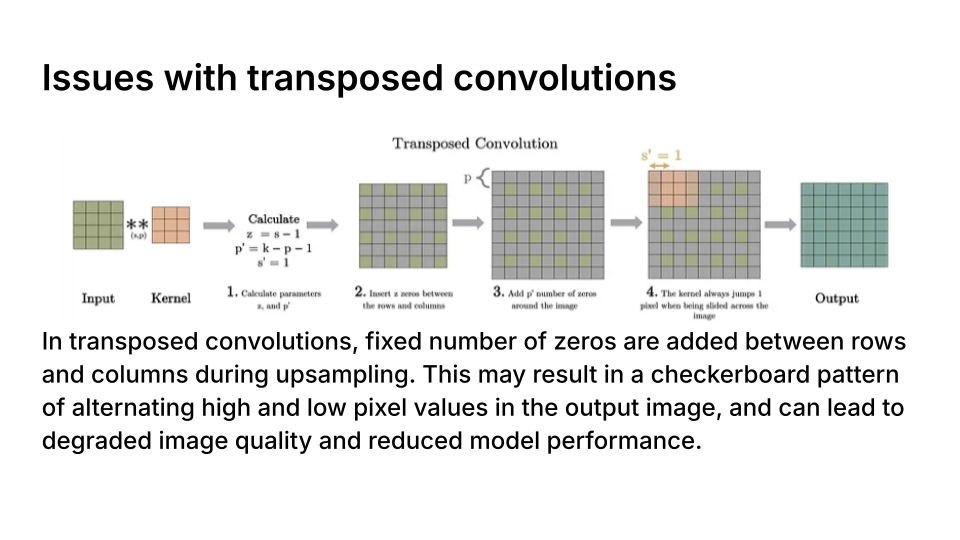 Issues with transposed convolutions
Transposed Convolution
s' = 1
p
**
(s,p)
Calculate
z = s − 1
p' = k − p − 1
s' = 1
Input
Kernel
1. Calculate parameters
z, and p'
2. Insert z zeros between
the rows and columns
3. Add p' number of zeros
around the image
4. The kernel always jumps 1
pixel when being slided across the
image
Output
In transposed convolutions, fixed number of zeros are added between rows
and columns during upsampling. This may result in a checkerboard pattern
of alternating high and low pixel values in the output image, and can lead to
degraded image quality and reduced model performance.